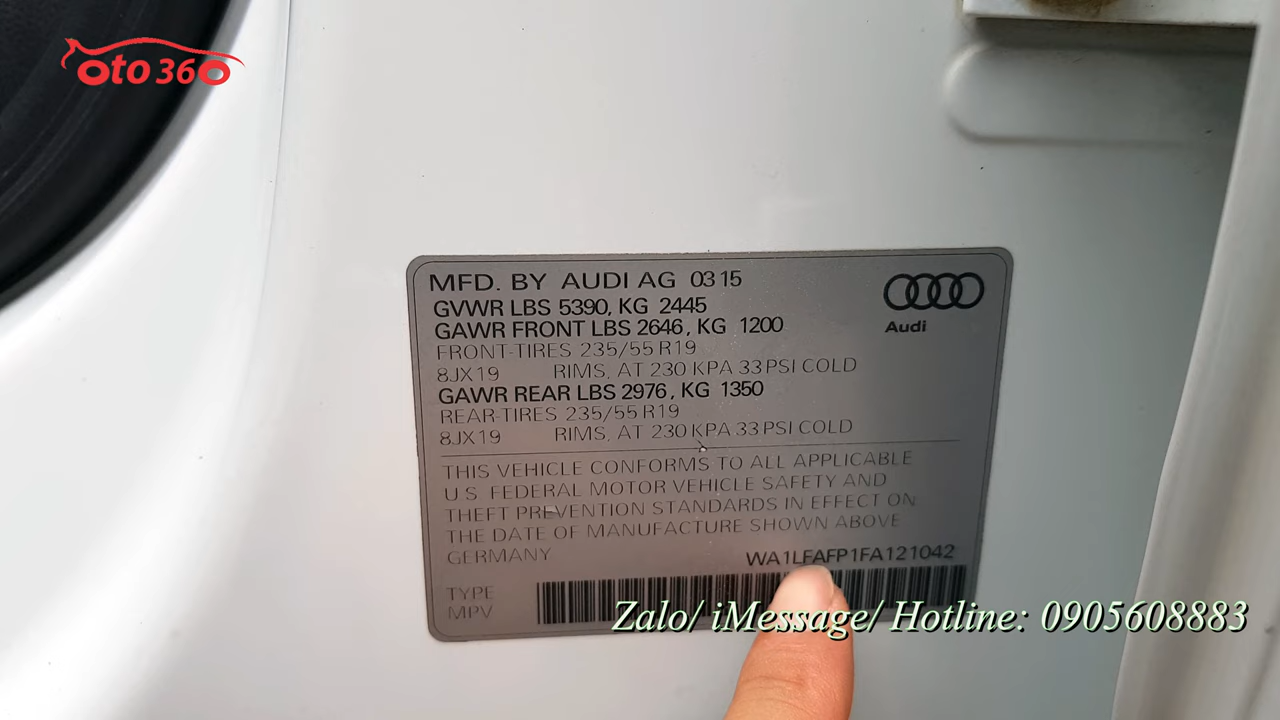 oto 360
MFD. BY AUDI AG 03 15
GVWR LBS 5390, KG 2445
GAWR FRONT LBS 2646, KG 1200
FRONT-TIRES 235/55 R19
8JX19 RIMS, AT 230 KPA 33 PSI COLD
GAWR REAR LBS 2976, KG 1350
REAR-TIRES 235/55 R19
8JX19 RIMS, AT 230 KPA 33 PSI COLD
Audi
THIS VEHICLE CONFORMS TO ALL APPLICABLE
U.S. FEDERAL MOTOR VEHICLE SAFETY AND
THEFT PREVENTION STANDARDS IN EFFECT ON
THE DATE OF MANUFACTURE SHOWN ABOVE
GERMANY WA1LFAFP1FA121042
TYPE
MPV
Zalo/ iMessage/ Hotline: 0905608883